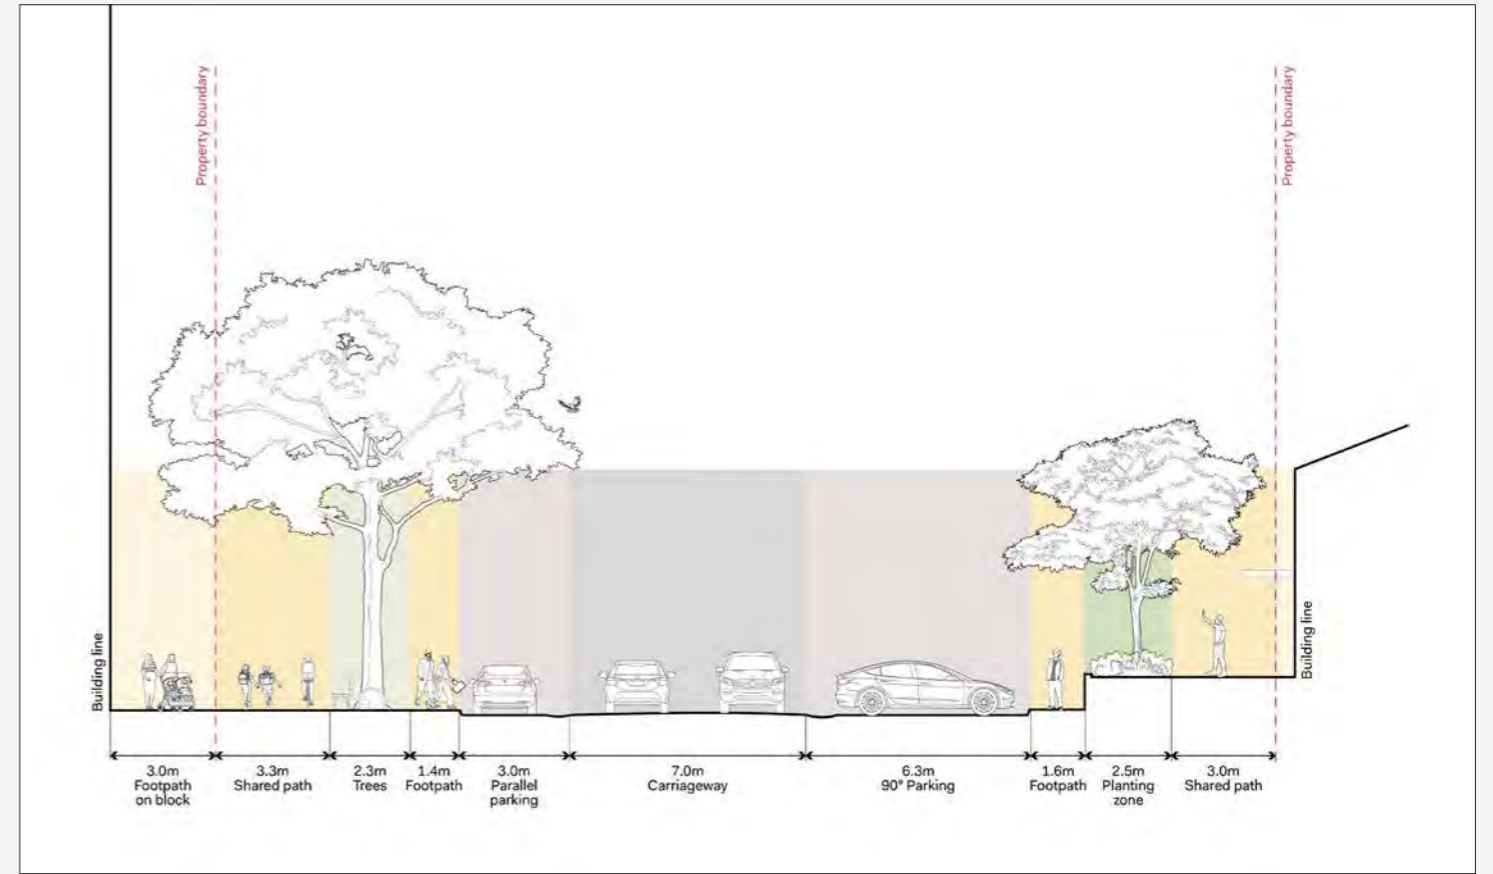 Property boundary
Property boundary
Building line
Building line
3.0m
Footpath
on block
3.3m
Shared path
2.3m
Trees
1.4m
Footpath
3.0m
Parallel
parking
7.0m
Carriageway
6.3m
90° Parking
1.6m
Footpath
2.5m
Planting
zone
3.0m
Shared path